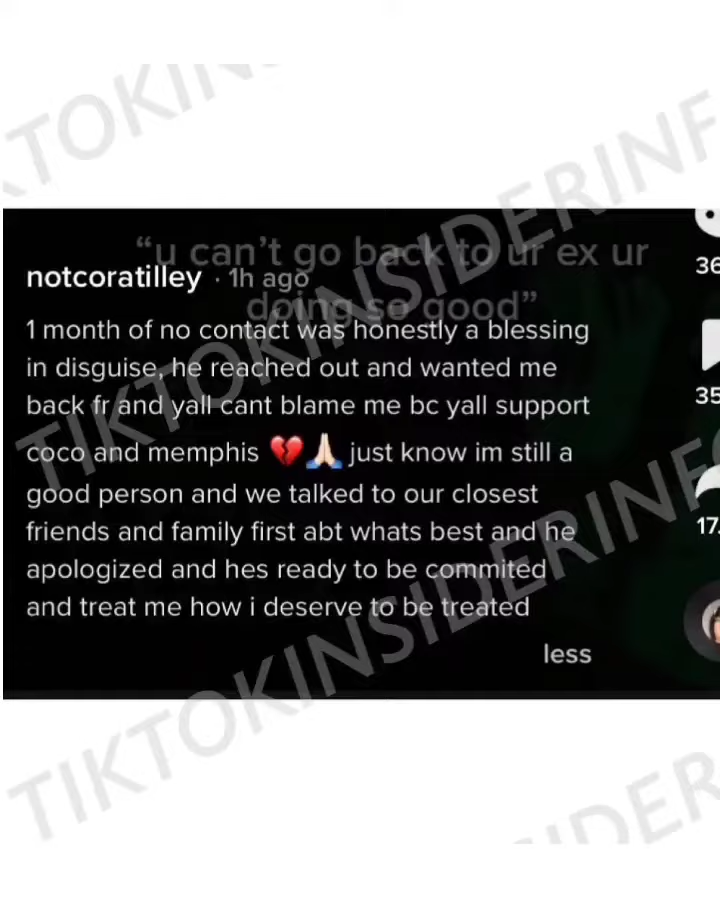 TIKTOKINSIDERINF
"u can't go back to ur ex ur
doing so good"
notcoratilley · 1h ago
1 month of no contact was honestly a blessing
in disguise, he reached out and wanted me
back fr and yall cant blame me bc yall support
coco and memphis 💔🙏🏻 just know im still a
good person and we talked to our closest
friends and family first abt whats best and he
apologized and hes ready to be commited
and treat me how i deserve to be treated
less
36
35
17.